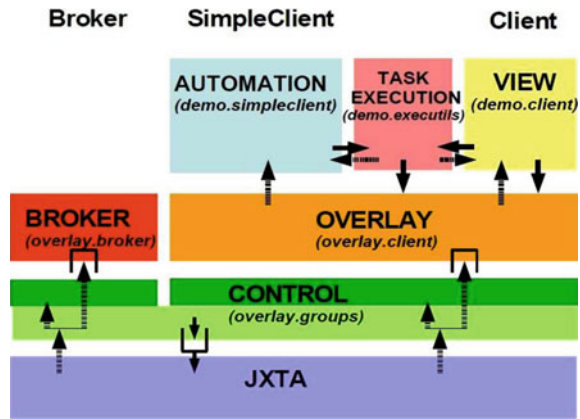 Broker SimpleClient Client
AUTOMATION
(demo.simpleclient)
TASK
EXECUTION
(demo.executils)
VIEW
(demo.client)
BROKER
(overlay.broker)
OVERLAY
(overlay.client)
CONTROL
(overlay.groups)
JXTA